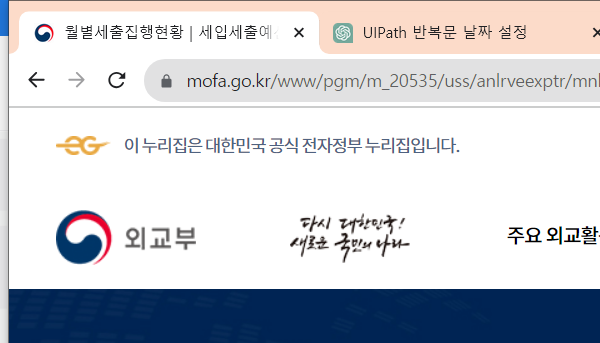 월별세출집행현황 | 세입세출예
UIPath 반복문 날짜 설정
mofa.go.kr/www/pgm/m_20535/uss/anlrveexptr/mn
이 누리집은 대한민국 공식 전자정부 누리집입니다.
외교부
다시 대한민국!
새로운 국민의 나라
주요 외교활